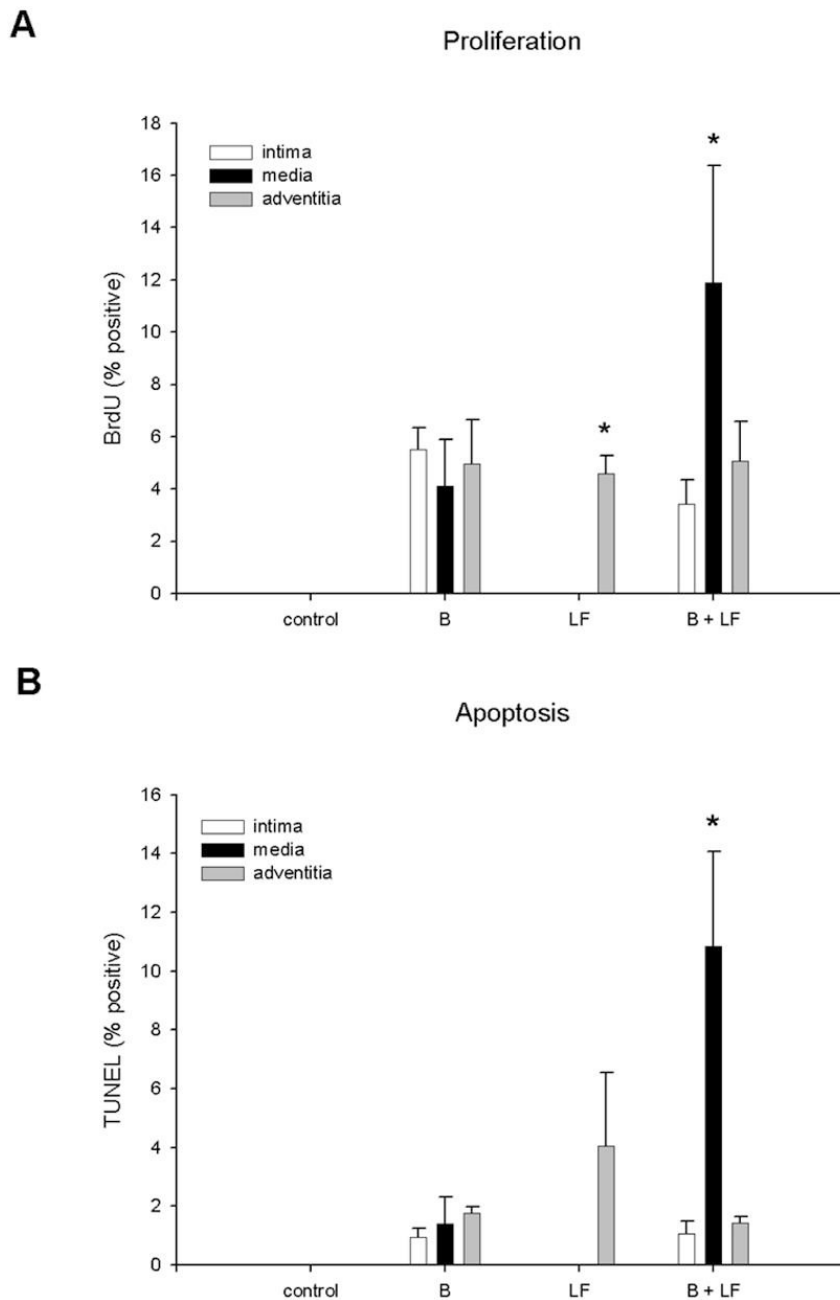 A
Proliferation
18
16
14
12
10
8
6
4
2
0
BrdU (% positive)
intima
media
adventitia
*
*
control B LF B + LF
B
Apoptosis
16
14
12
10
8
6
4
2
0
TUNEL (% positive)
intima
media
adventitia
*
control B LF B + LF